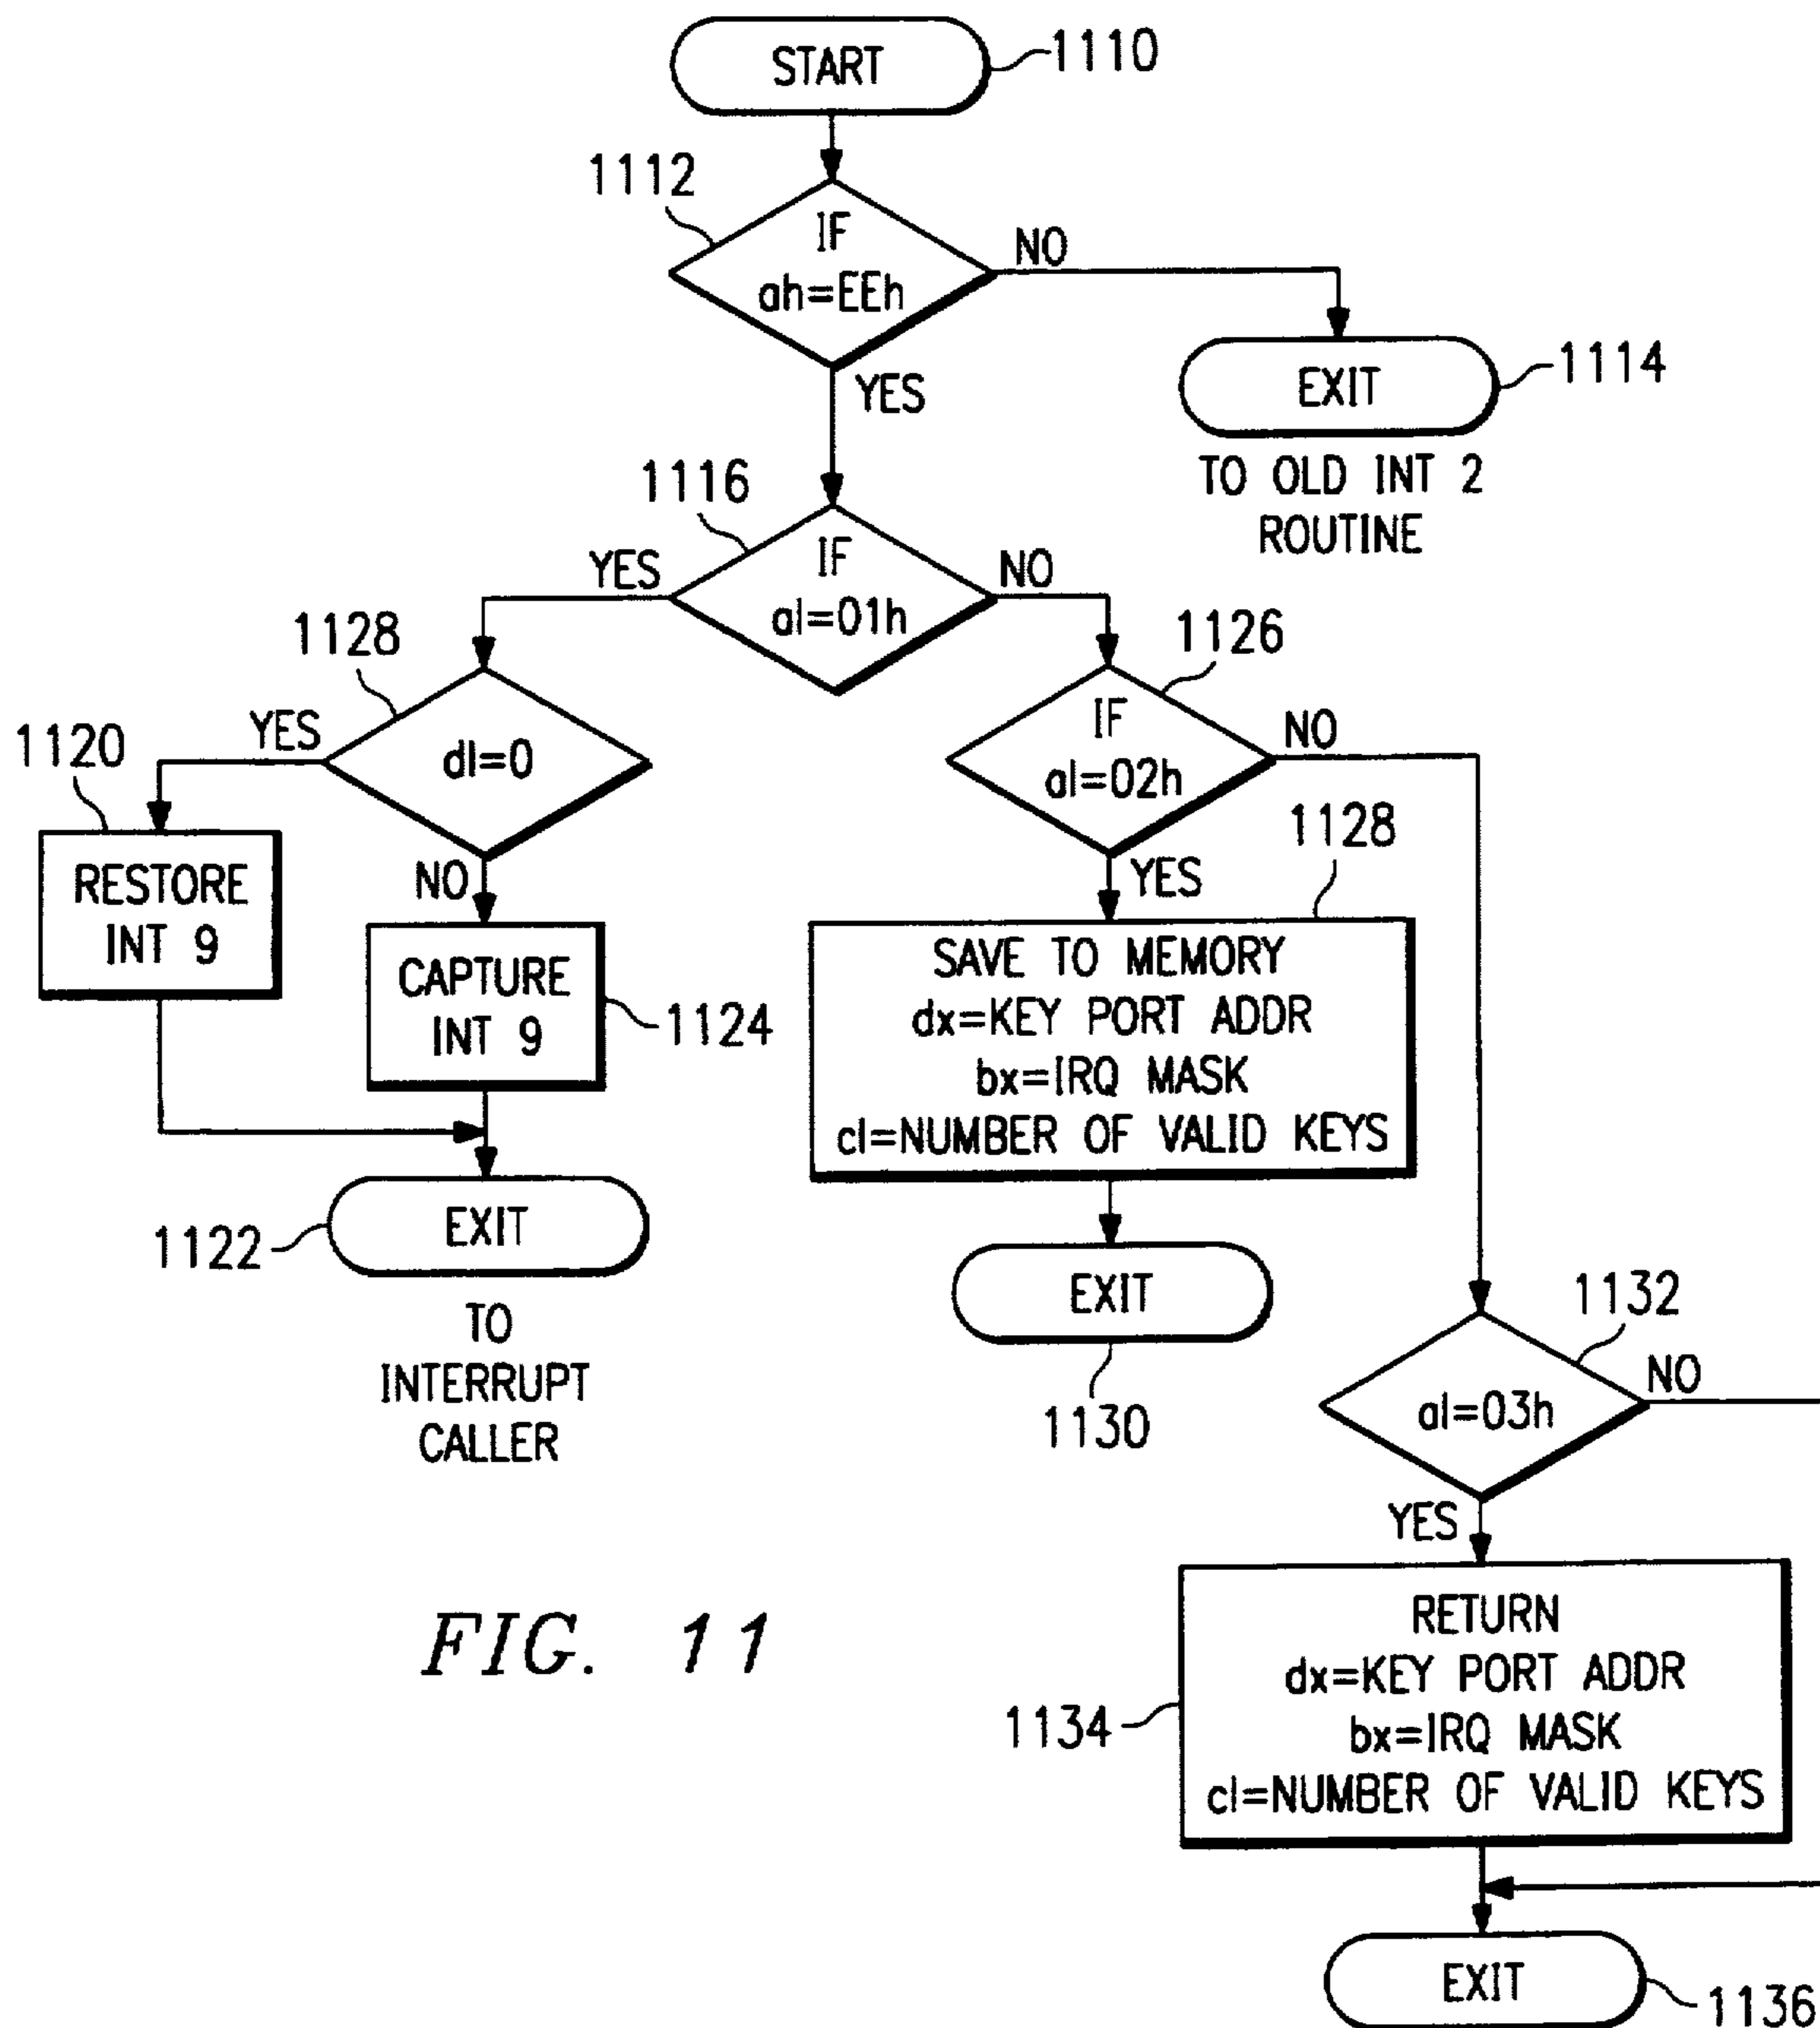 START
1110
1112
IF
ah=EEh
NO
YES
EXIT
1114
TO OLD INT 2
ROUTINE
1116
IF
al=01h
YES
NO
1128
dl=0
YES
NO
1126
IF
al=02h
NO
YES
1120
RESTORE
INT 9
CAPTURE
INT 9
1124
1128
SAVE TO MEMORY
dx=KEY PORT ADDR
bx=IRQ MASK
cl=NUMBER OF VALID KEYS
EXIT
1122
TO
INTERRUPT
CALLER
EXIT
1130
1132
al=03h
NO
YES
RETURN
dx=KEY PORT ADDR
bx=IRQ MASK
cl=NUMBER OF VALID KEYS
1134
EXIT
1136
FIG. 11